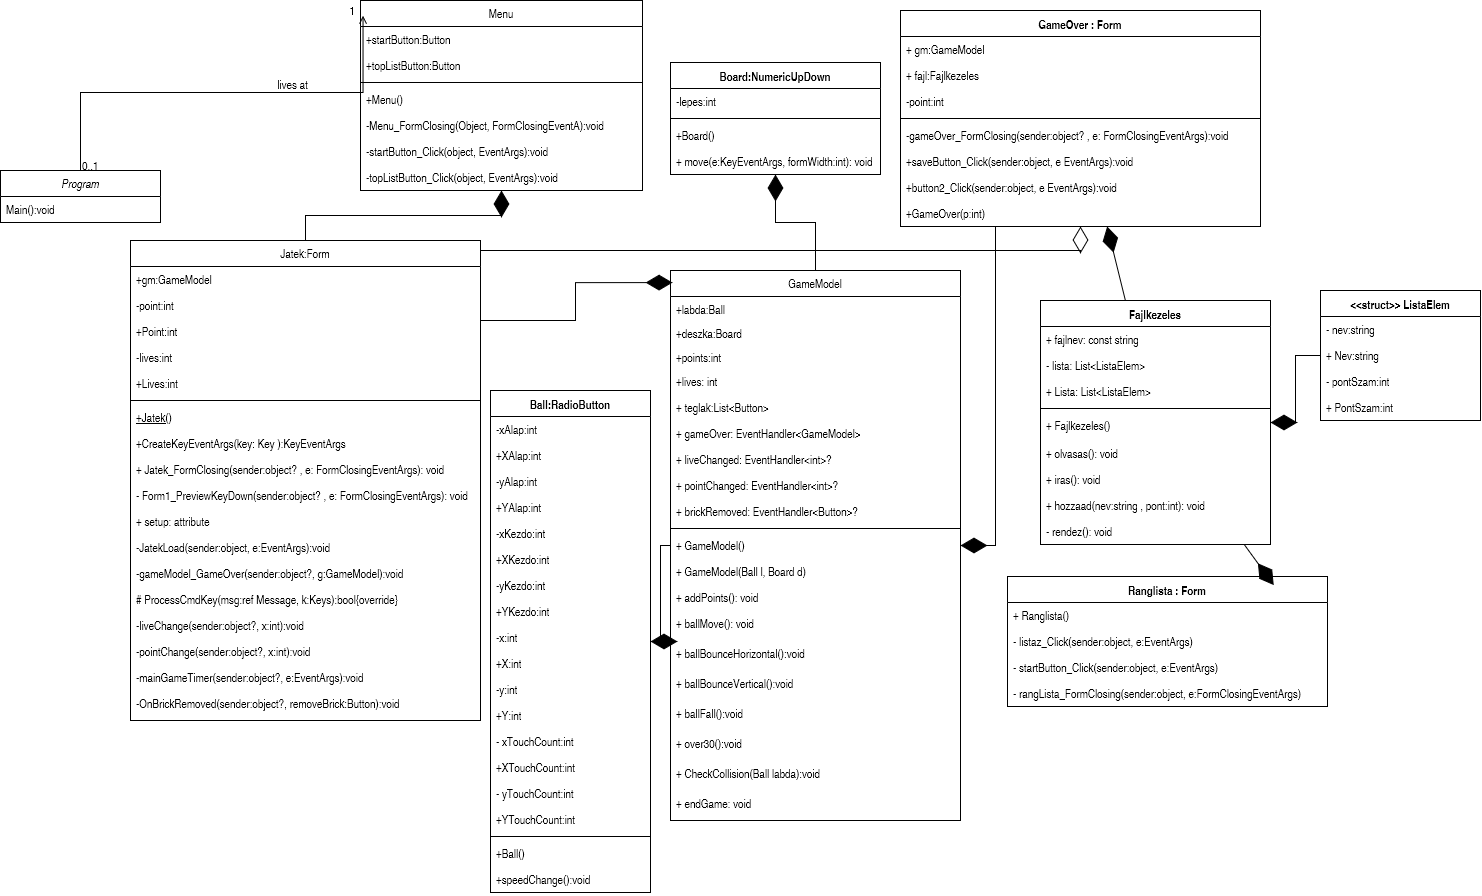 1
lives at
0..1
Program
Main():void
Menu
+startButton:Button
+topListButton:Button
+Menu()
-Menu_FormClosing(Object, FormClosingEventA):void
-startButton_Click(object, EventArgs):void
-topListButton_Click(object, EventArgs):void
Board:NumericUpDown
-lepes:int
+Board()
+ move(e:KeyEventArgs, formWidth:int): void
GameOver : Form
+ gm:GameModel
+ fajl:Fajlkezeles
-point:int
-gameOver_FormClosing(sender:object? , e: FormClosingEventArgs):void
+saveButton_Click(sender:object, e EventArgs):void
+button2_Click(sender:object, e EventArgs):void
+GameOver(p:int)
Jatek:Form
+gm:GameModel
-point:int
+Point:int
-lives:int
+Lives:int
+Jatek()
+CreateKeyEventArgs(key: Key ):KeyEventArgs
+ Jatek_FormClosing(sender:object? , e: FormClosingEventArgs): void
- Form1_PreviewKeyDown(sender:object? , e: FormClosingEventArgs): void
+ setup: attribute
-JatekLoad(sender:object, e:EventArgs):void
-gameModel_GameOver(sender:object?, g:GameModel):void
# ProcessCmdKey(msg:ref Message, k:Keys):bool{override}
-liveChange(sender:object?, x:int):void
-pointChange(sender:object?, x:int):void
-mainGameTimer(sender:object?, e:EventArgs):void
-OnBrickRemoved(sender:object?, removeBrick:Button):void
Ball:RadioButton
-xAlap:int
+XAlap:int
-yAlap:int
+YAlap:int
-xKezdo:int
+XKezdo:int
-yKezdo:int
+YKezdo:int
-x:int
+X:int
-y:int
+Y:int
- xTouchCount:int
+XTouchCount:int
- yTouchCount:int
+YTouchCount:int
+Ball()
+speedChange():void
GameModel
+labda:Ball
+deszka:Board
+points:int
+lives: int
+ teglak:List<Button>
+ gameOver: EventHandler<GameModel>
+ liveChanged: EventHandler<int>?
+ pointChanged: EventHandler<int>?
+ brickRemoved: EventHandler<Button>?
+ GameModel()
+ GameModel(Ball l, Board d)
+ addPoints(): void
+ ballMove(): void
+ ballBounceHorizontal():void
+ ballBounceVertical():void
+ ballFall():void
+ over30():void
+ CheckCollision(Ball labda):void
+ endGame: void
Fajlkezeles
+ fajlnev: const string
- lista: List<ListaElem>
+ Lista: List<ListaElem>
+ Fajlkezeles()
+ olvasas(): void
+ iras(): void
+ hozzaad(nev:string , pont:int): void
- rendez(): void
<<struct>> ListaElem
- nev:string
+ Nev:string
- pontSzam:int
+ PontSzam:int
Ranglista : Form
+ Ranglista()
- listaz_Click(sender:object, e:EventArgs)
- startButton_Click(sender:object, e:EventArgs)
- rangLista_FormClosing(sender:object, e:FormClosingEventArgs)